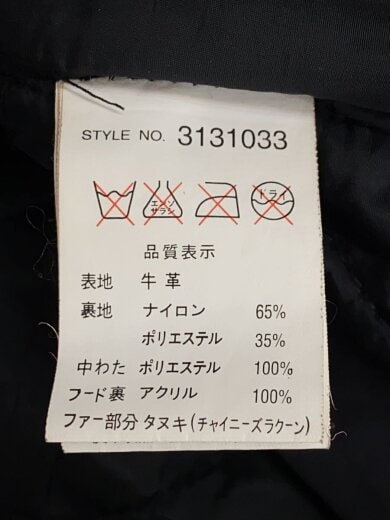 STYLE NO. 3131033
エンソ
サラシ
ドライ
品質表示
表地 牛革
裏地 ナイロン 65%
ポリエステル 35%
中わた ポリエステル 100%
フード裏 アクリル 100%
ファー部分 タヌキ(チャイニーズラクーン)